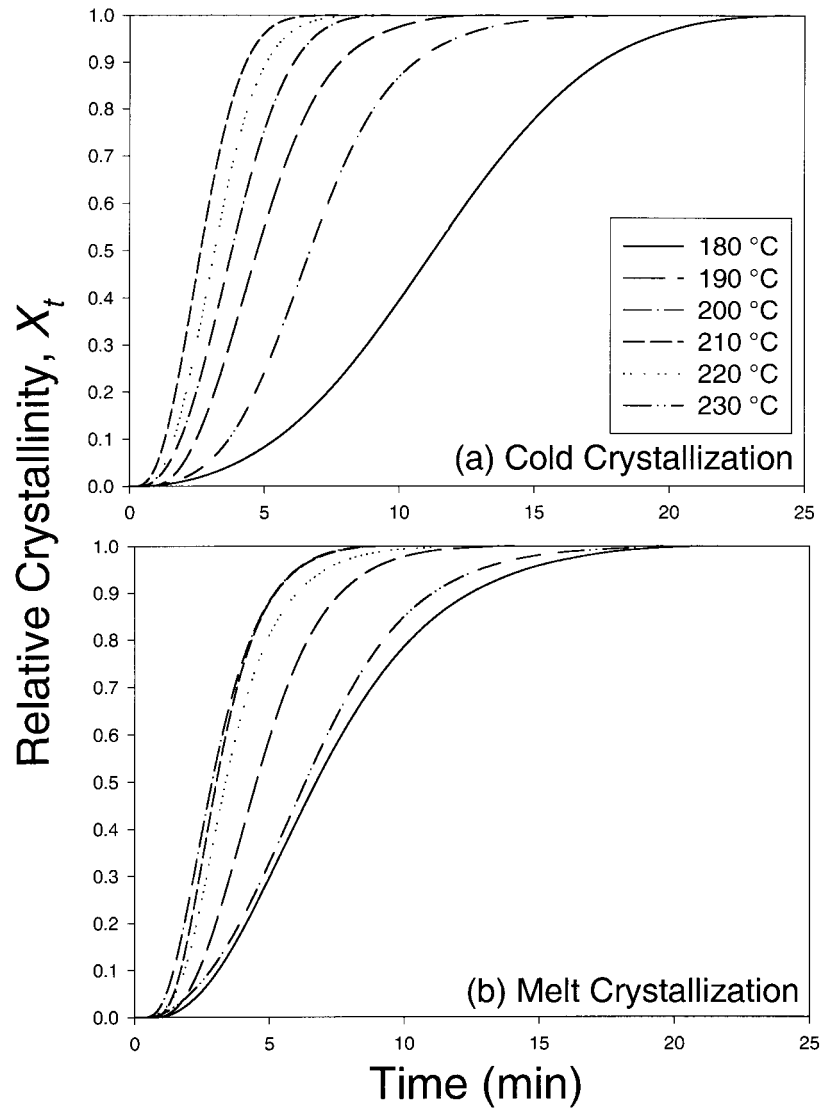 Relative Crystallinity, Xt
1.0
0.9
0.8
0.7
0.6
0.5
0.4
0.3
0.2
0.1
0.0
180 °C
190 °C
200 °C
210 °C
220 °C
230 °C
(a) Cold Crystallization
0 5 10 15 20 25
1.0
0.9
0.8
0.7
0.6
0.5
0.4
0.3
0.2
0.1
0.0
(b) Melt Crystallization
0 5 10 15 20 25
Time (min)